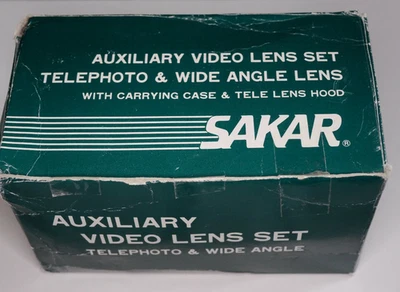 AUXILIARY VIDEO LENS SET
TELEPHOTO & WIDE ANGLE LENS
WITH CARRYING CASE & TELE LENS HOOD
SAKAR®
AUXILIARY
VIDEO LENS SET
TELEPHOTO & WIDE ANGLE